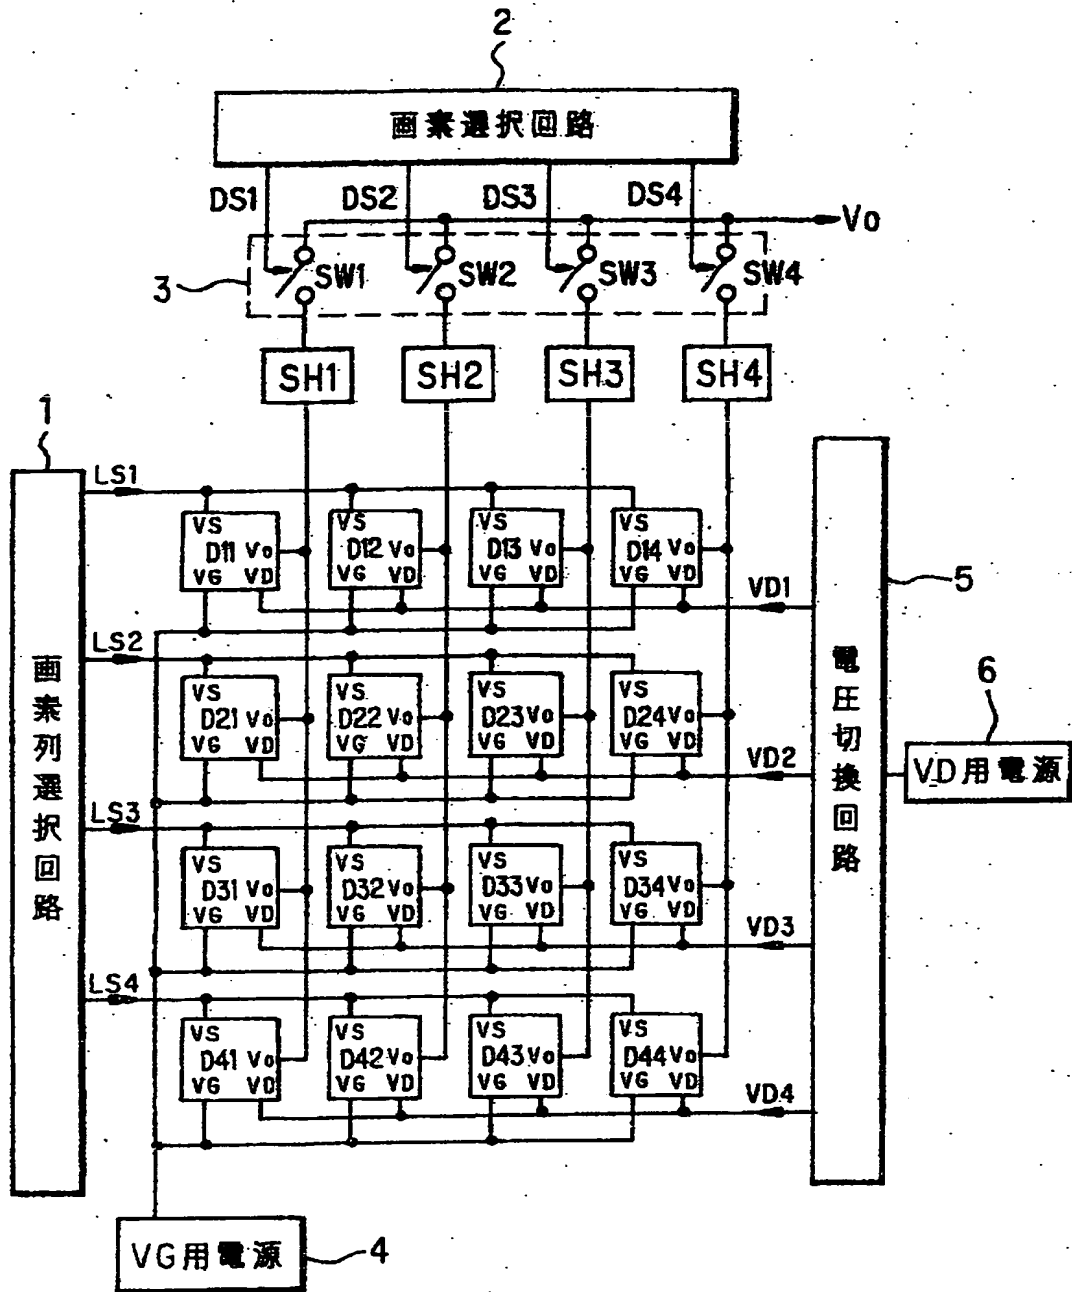 2
画素選択回路
DS1 DS2 DS3 DS4
Vo
3 SW1 SW2 SW3 SW4
SH1 SH2 SH3 SH4
1
画素列選択回路
LS1
VS VS VS VS
D11 Vo D12 Vo D13 Vo D14 Vo
VG VD VG VD VG VD VG VD
VD1
5
電圧切換回路
LS2
VS VS VS VS
D21 Vo D22 Vo D23 Vo D24 Vo
VG VD VG VD VG VD VG VD
VD2
6
VD用電源
LS3
VS VS VS VS
D31 Vo D32 Vo D33 Vo D34 Vo
VG VD VG VD VG VD VG VD
VD3
LS4
VS VS VS VS
D41 Vo D42 Vo D43 Vo D44 Vo
VG VD VG VD VG VD VG VD
VD4
VG用電源
4